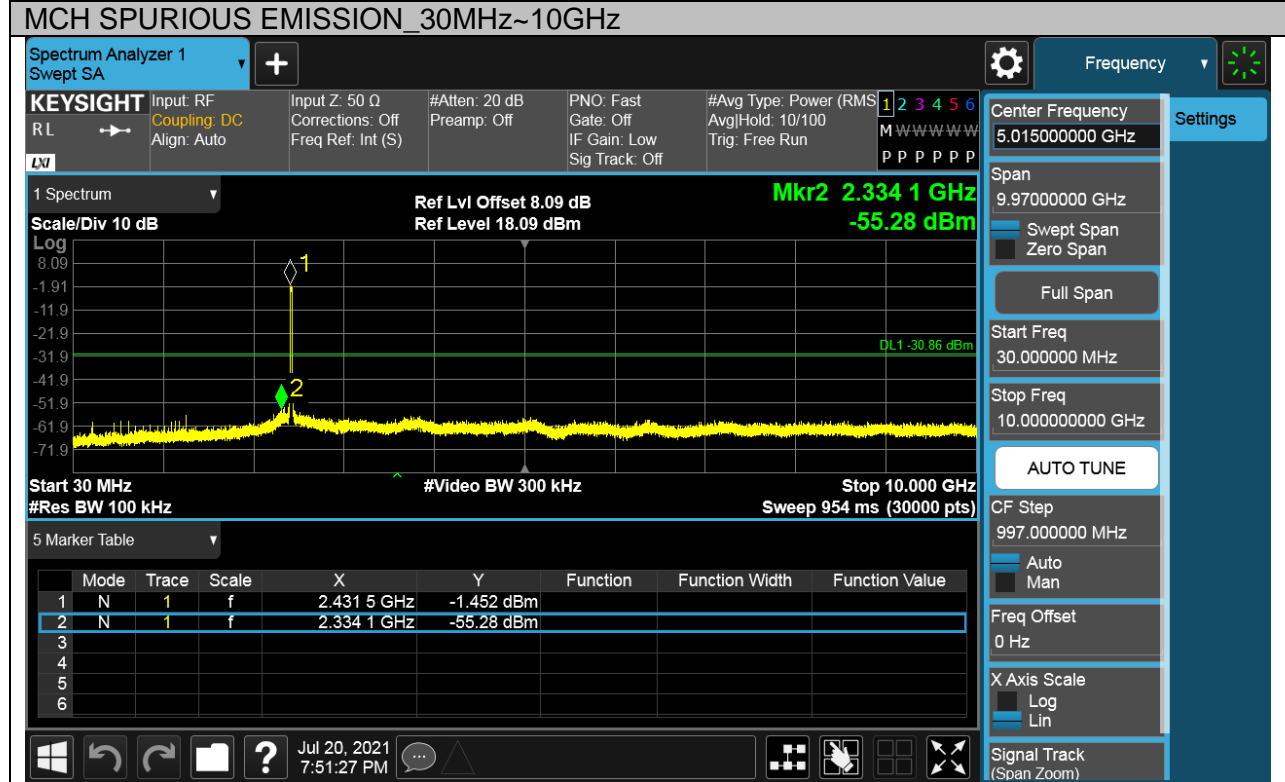 MCH SPURIOUS EMISSION_30MHz~10GHz
Spectrum Analyzer 1
Swept SA
+
Frequency
KEYSIGHT
RL
LXI
Input: RF
Coupling: DC
Align: Auto
Input Z: 50 Ω
Corrections: Off
Freq Ref: Int (S)
#Atten: 20 dB
Preamp: Off
PNO: Fast
Gate: Off
IF Gain: Low
Sig Track: Off
#Avg Type: Power (RMS
Avg|Hold: 10/100
Trig: Free Run
1 2 3 4 5 6
M W W W W W
P P P P P P
1 Spectrum
Scale/Div 10 dB
Ref Lvl Offset 8.09 dB
Ref Level 18.09 dBm
Mkr2 2.334 1 GHz
-55.28 dBm
Log
8.09
-1.91
-11.9
-21.9
-31.9
-41.9
-51.9
-61.9
-71.9
1
2
DL1 -30.86 dBm
Start 30 MHz
#Res BW 100 kHz
#Video BW 300 kHz
Stop 10.000 GHz
Sweep 954 ms (30000 pts)
5 Marker Table
Mode Trace Scale X Y Function Function Width Function Value
1 N 1 f 2.431 5 GHz -1.452 dBm
2 N 1 f 2.334 1 GHz -55.28 dBm
3
4
5
6
Jul 20, 2021
7:51:27 PM
?
Center Frequency
5.015000000 GHz
Settings
Span
9.97000000 GHz
Swept Span
Zero Span
Full Span
Start Freq
30.000000 MHz
Stop Freq
10.000000000 GHz
AUTO TUNE
CF Step
997.000000 MHz
Auto
Man
Freq Offset
0 Hz
X Axis Scale
Log
Lin
Signal Track
(Span Zoom)